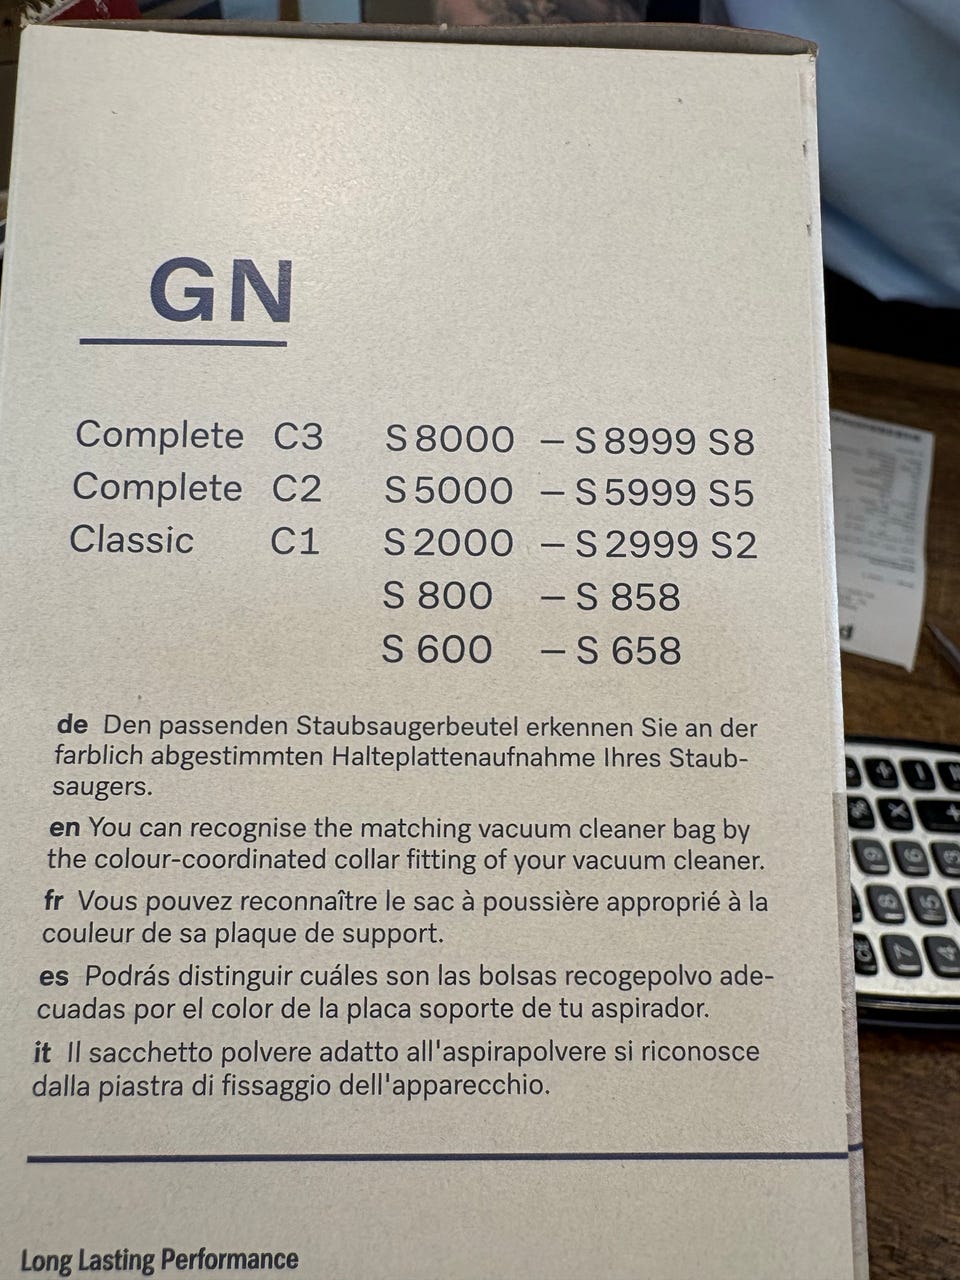 GN
Complete C3 S 8000 – S 8999 S8
Complete C2 S 5000 – S 5999 S5
Classic C1 S 2000 – S 2999 S2
S 800 – S 858
S 600 – S 658
de Den passenden Staubsaugerbeutel erkennen Sie an der
farblich abgestimmten Halteplattenaufnahme Ihres Staub-
saugers.
en You can recognise the matching vacuum cleaner bag by
the colour-coordinated collar fitting of your vacuum cleaner.
fr Vous pouvez reconnaître le sac à poussière approprié à la
couleur de sa plaque de support.
es Podrás distinguir cuáles son las bolsas recogepolvo ade-
cuadas por el color de la placa soporte de tu aspirador.
it Il sacchetto polvere adatto all'aspirapolvere si riconosce
dalla piastra di fissaggio dell'apparecchio.
Long Lasting Performance